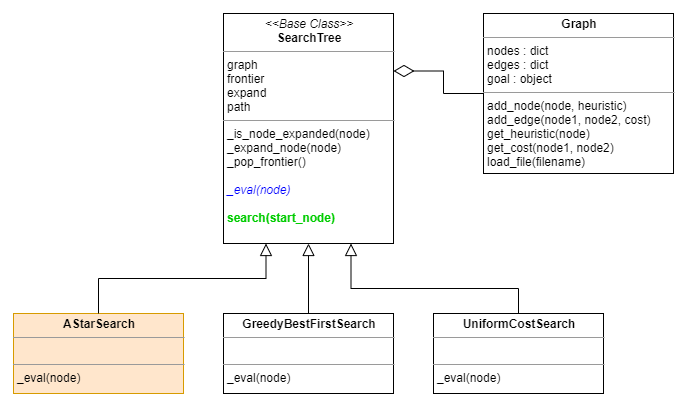 <<Base Class>>
SearchTree
graph
frontier
expand
path
_is_node_expanded(node)
_expand_node(node)
_pop_frontier()
_eval(node)
search(start_node)
Graph
nodes : dict
edges : dict
goal : object
add_node(node, heuristic)
add_edge(node1, node2, cost)
get_heuristic(node)
get_cost(node1, node2)
load_file(filename)
AStarSearch
_eval(node)
GreedyBestFirstSearch
_eval(node)
UniformCostSearch
_eval(node)